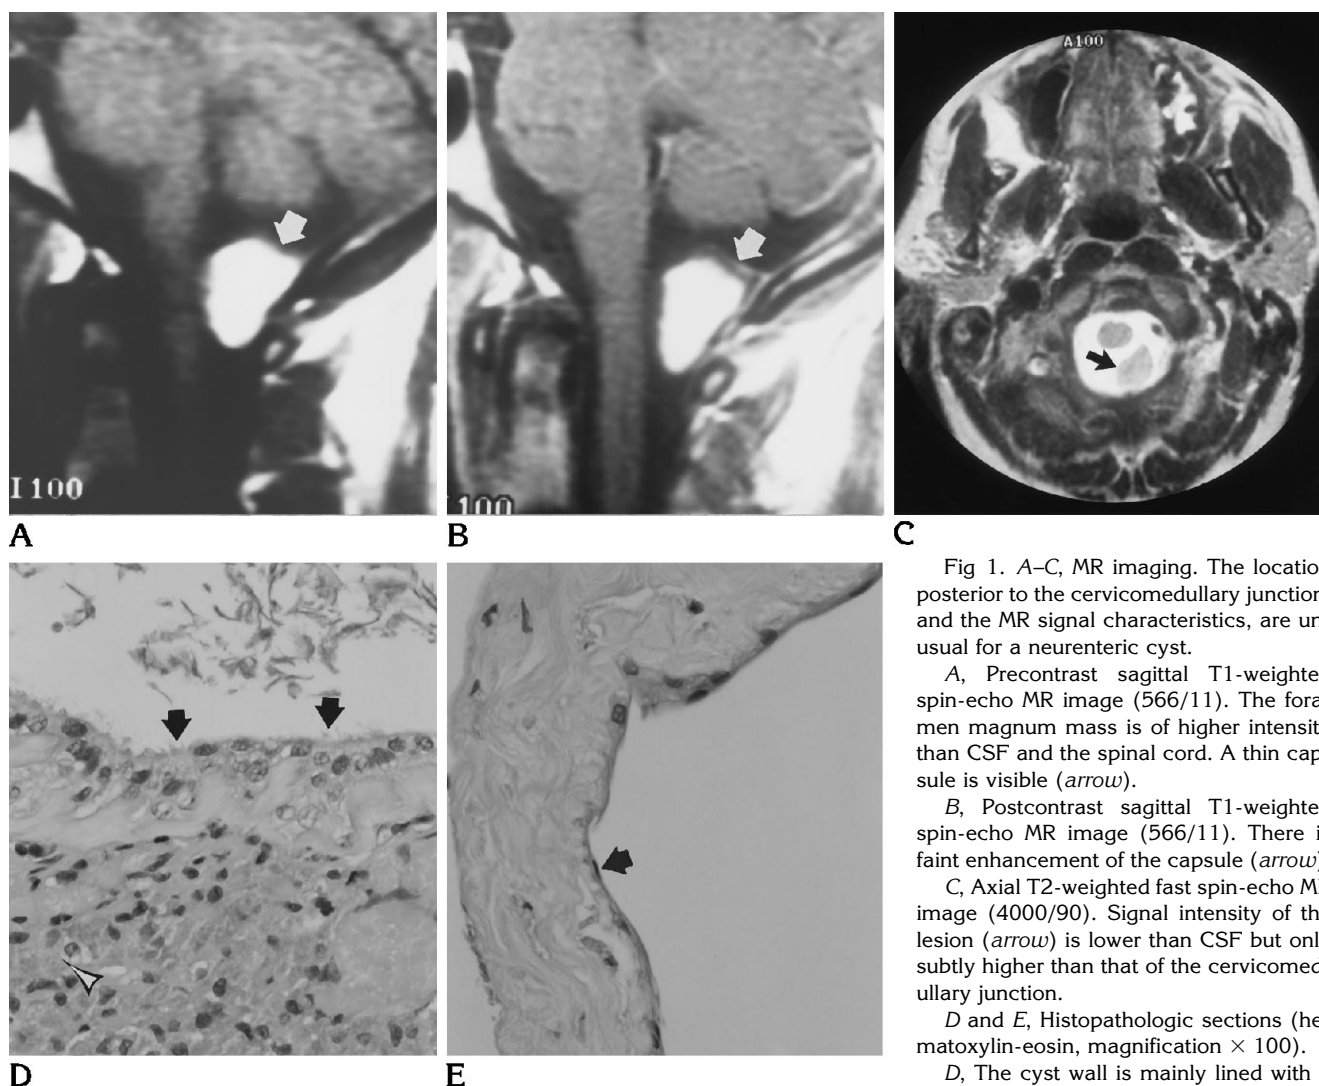 A100
I 100
100
A
B
C
D
E
Fig 1. A–C, MR imaging. The location
posterior to the cervicomedullary junction
and the MR signal characteristics, are un
usual for a neurenteric cyst.
A, Precontrast sagittal T1-weighte
spin-echo MR image (566/11). The fora
men magnum mass is of higher intensit
than CSF and the spinal cord. A thin cap
sule is visible (arrow).
B, Postcontrast sagittal T1-weighte
spin-echo MR image (566/11). There i
faint enhancement of the capsule (arrow)
C, Axial T2-weighted fast spin-echo M
image (4000/90). Signal intensity of th
lesion (arrow) is lower than CSF but onl
subtly higher than that of the cervicomed
ullary junction.
D and E, Histopathologic sections (he
matoxylin-eosin, magnification × 100).
D, The cyst wall is mainly lined with